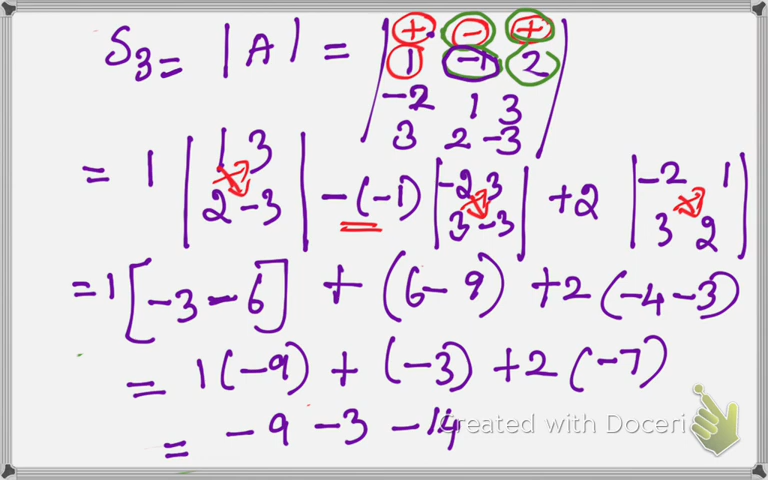 + - +
S3 = |A| = | 1 -1 2 |
-2 1 3
3 2 -3
= 1 | 1 3 | -(-1) | -2 3 | +2 | -2 1 |
2 -3 3 -3 3 2
= 1 [-3 - 6] + (6 - 9) + 2 (-4 - 3)
= 1 (-9) + (-3) + 2 (-7)
= -9 -3 -14
Created with Doceri